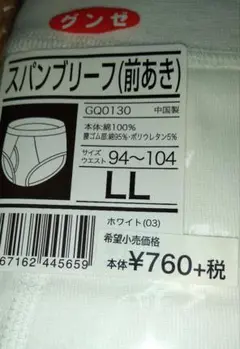 グンゼ
スパンブリーフ(前あき)
GQ0130 中国製
本体:綿100%
腰ゴム部:綿95%・ポリウレタン5%
サイズ
ウエスト 94~104
LL
ホワイト(03)
67162 445659
希望小売価格
本体 ¥760+税